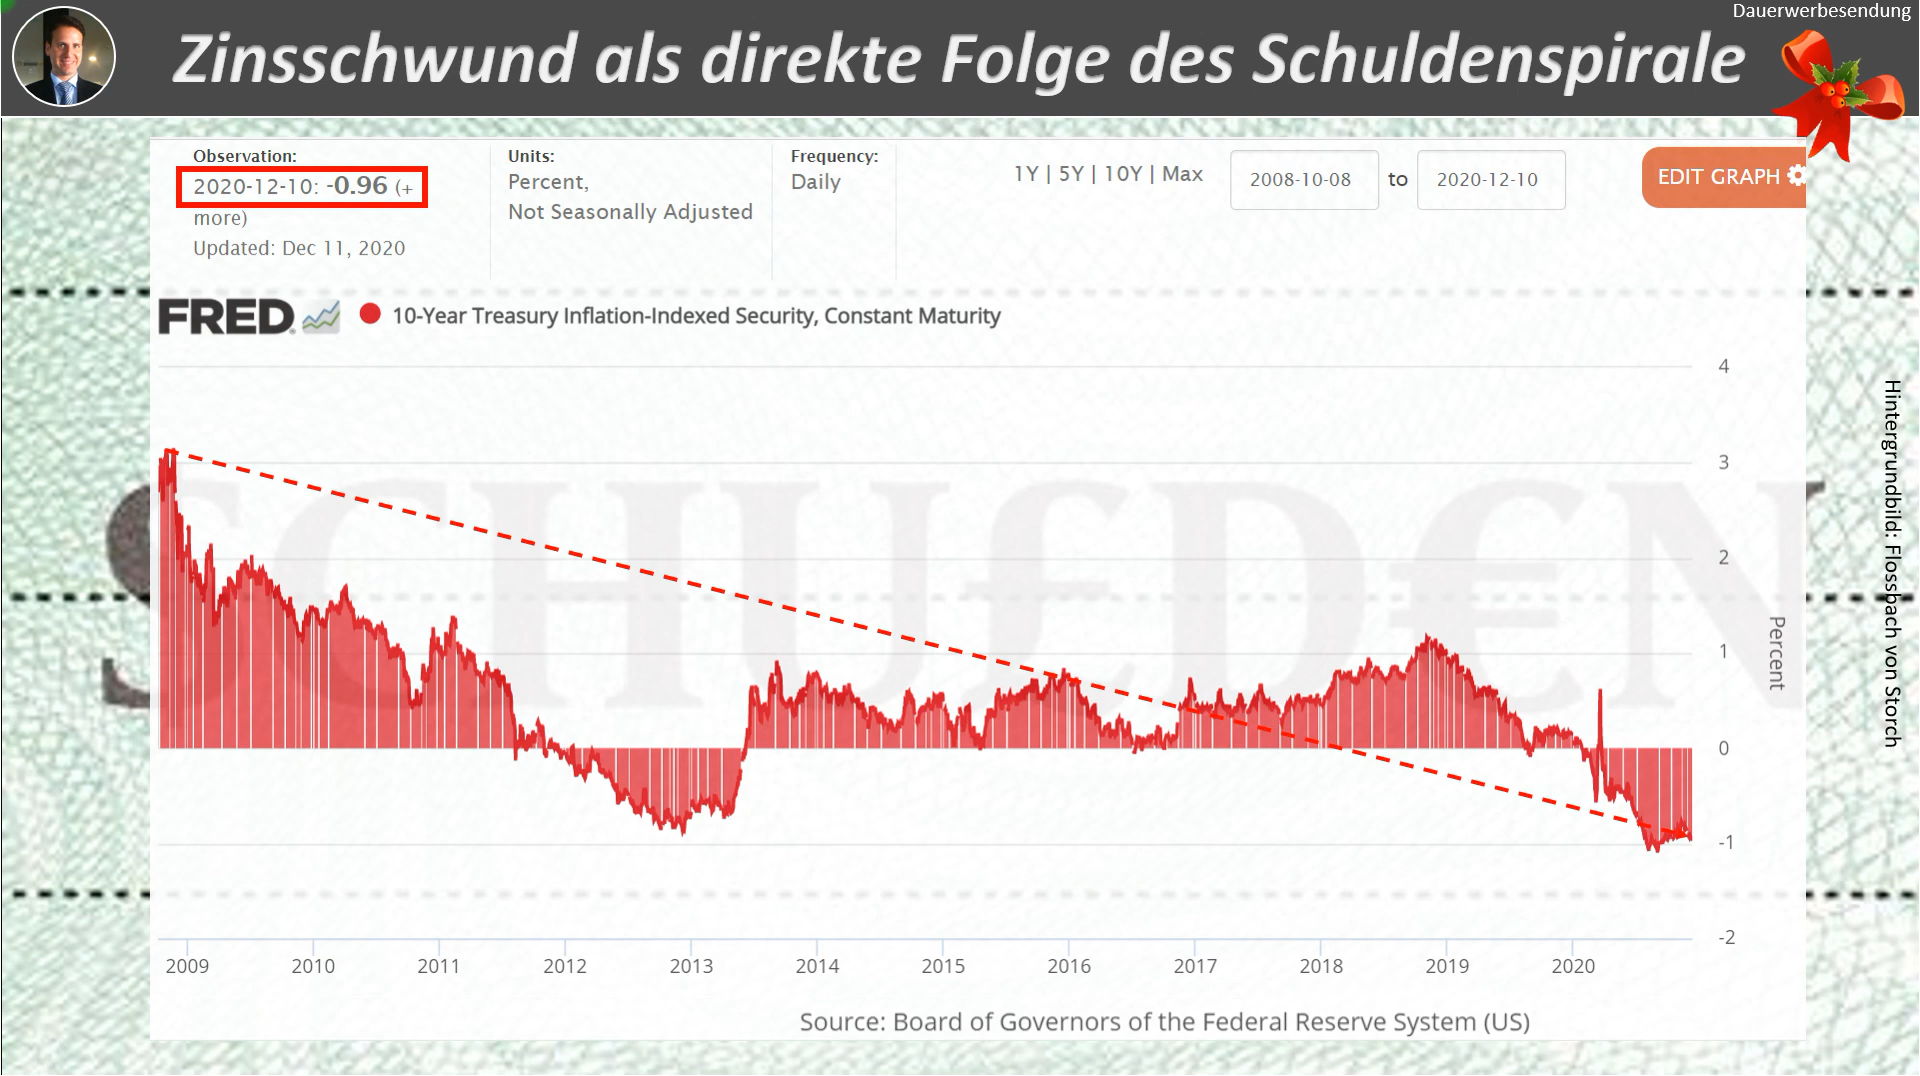 Dauerwerbesendung
Zinsschwund als direkte Folge des Schuldenspirale
Observation:
2020-12-10: -0.96 (+
more)
Updated: Dec 11, 2020
Units:
Percent,
Not Seasonally Adjusted
Frequency:
Daily
1Y | 5Y | 10Y | Max
2008-10-08 to 2020-12-10
EDIT GRAPH
FRED
10-Year Treasury Inflation-Indexed Security, Constant Maturity
4
3
2
1
0
-1
-2
Percent
SCHU£D€N
2009 2010 2011 2012 2013 2014 2015 2016 2017 2018 2019 2020
Source: Board of Governors of the Federal Reserve System (US)
Hintergrundbild: Flossbach von Storch